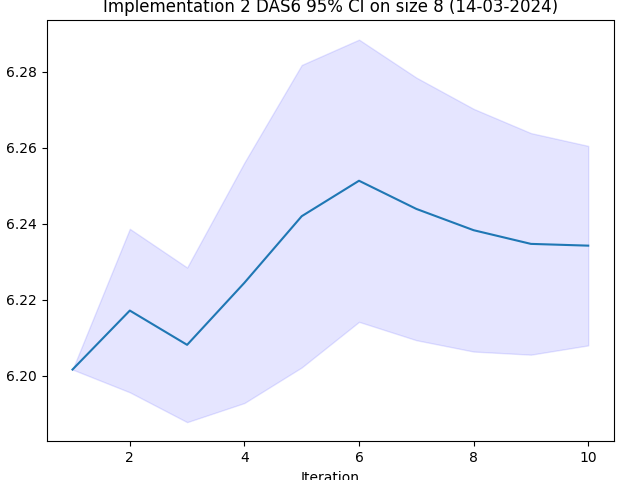 Implementation 2 DAS6 95% CI on size 8 (14-03-2024)
6.28
6.26
6.24
6.22
6.20
2 4 6 8 10
Iteration